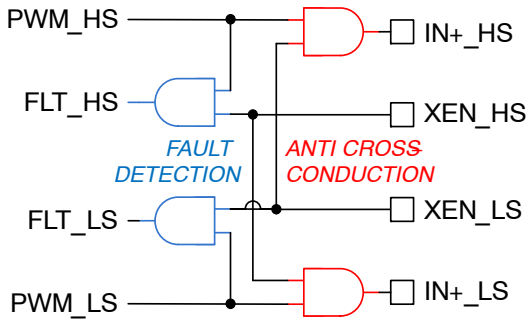 PWM_HS
IN+_HS
FLT_HS
XEN_HS
FAULT
DETECTION
ANTI CROSS-
CONDUCTION
FLT_LS
XEN_LS
PWM_LS
IN+_LS